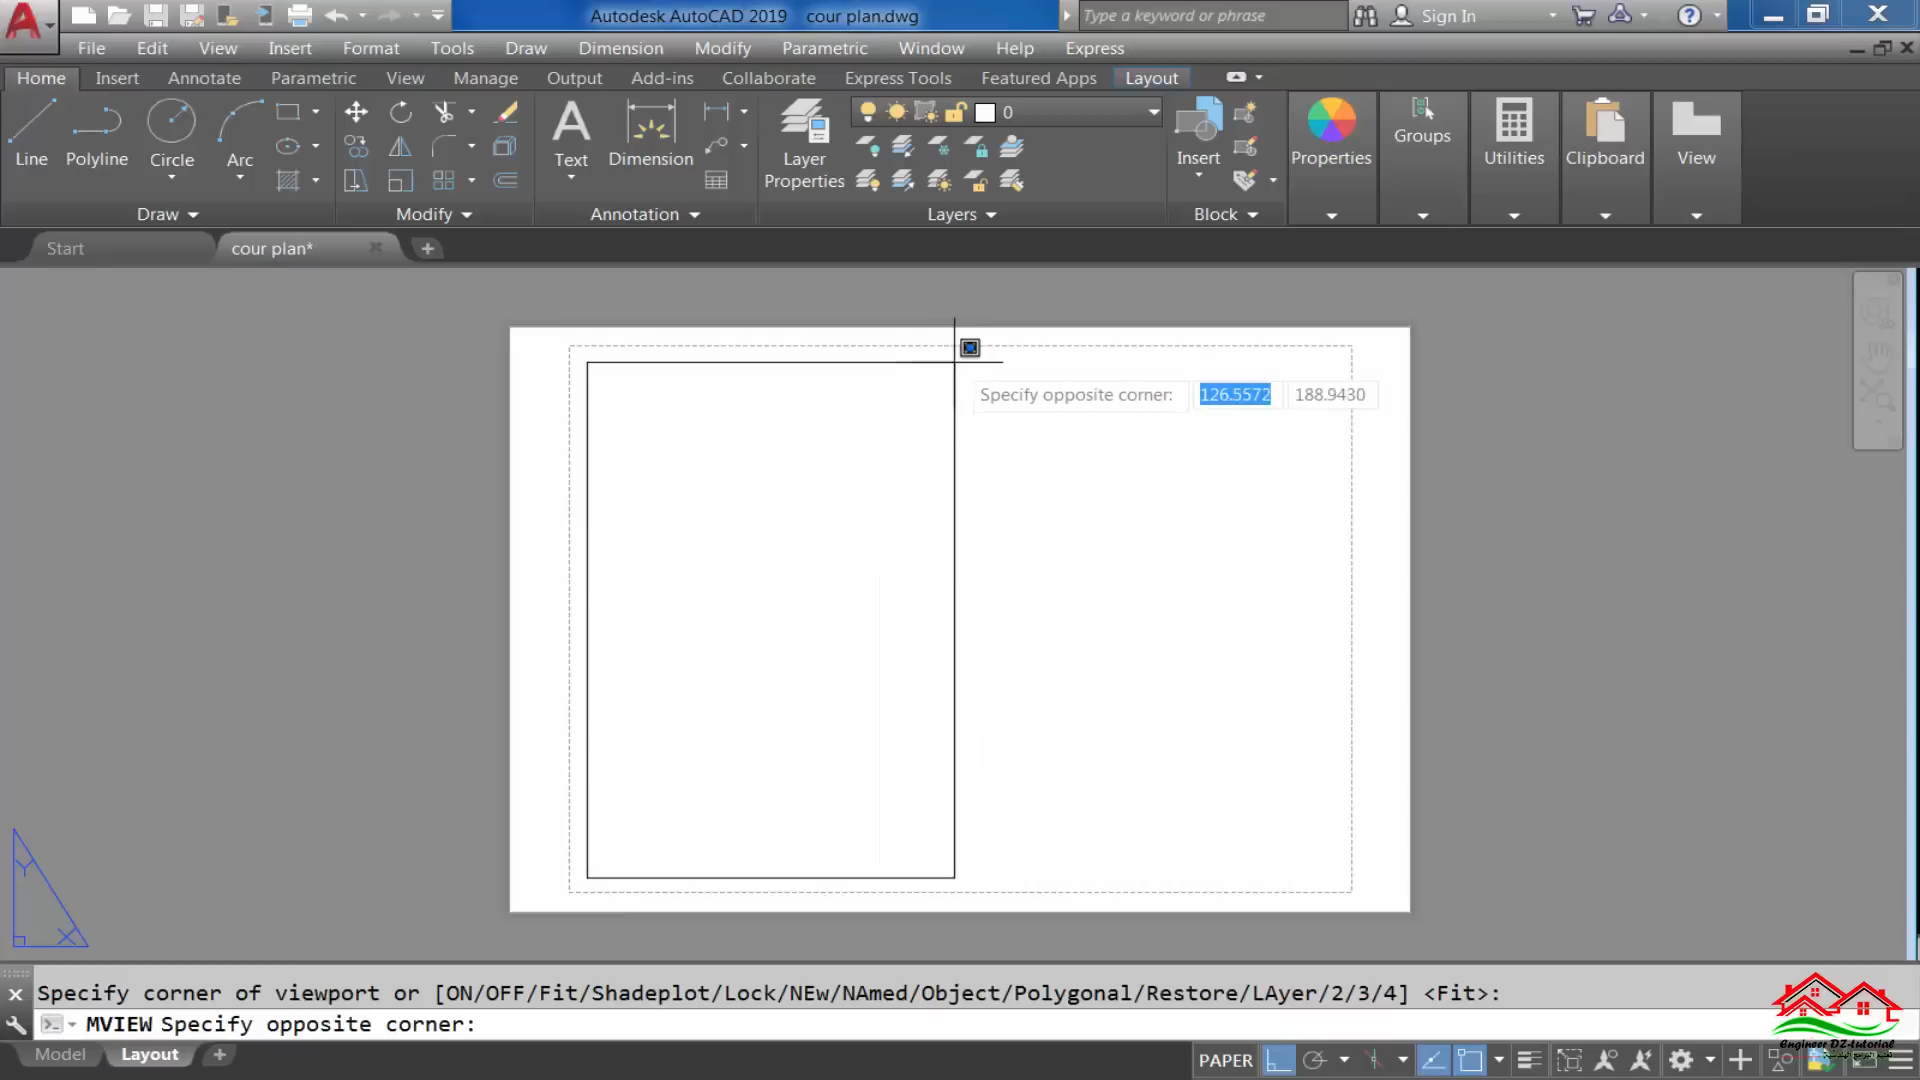 Autodesk AutoCAD 2019 cour plan.dwg
Type a keyword or phrase
Sign In
File Edit View Insert Format Tools Draw Dimension Modify Parametric Window Help Express
Home Insert Annotate Parametric View Manage Output Add-ins Collaborate Express Tools Featured Apps Layout
Line Polyline Circle Arc
Text Dimension
Layer Properties
0
Insert
Properties Groups Utilities Clipboard View
Draw Modify Annotation Layers Block
Start cour plan*
Specify opposite corner: 126.5572 188.9430
Y
X
Specify corner of viewport or [ON/OFF/Fit/Shadeplot/Lock/NEw/NAmed/Object/Polygonal/Restore/LAyer/2/3/4] <Fit>:
MVIEW Specify opposite corner:
Model Layout
PAPER
Engineer DZ-tutorial